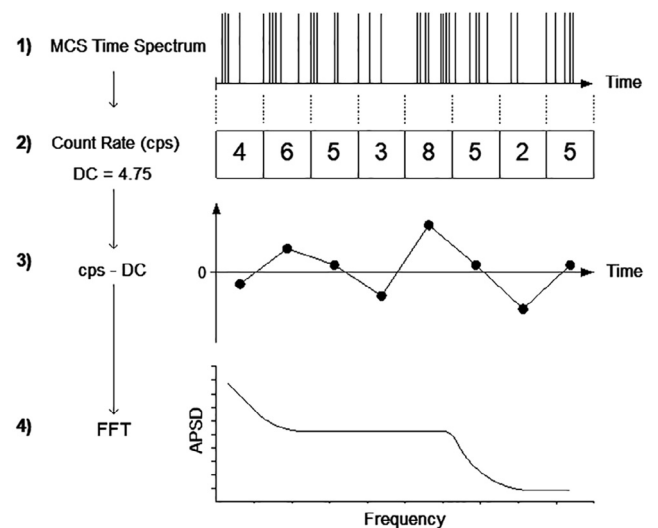 1) MCS Time Spectrum
Time
2) Count Rate (cps)
DC = 4.75
4 6 5 3 8 5 2 5
3) cps - DC
0
Time
4) FFT
APSD
Frequency